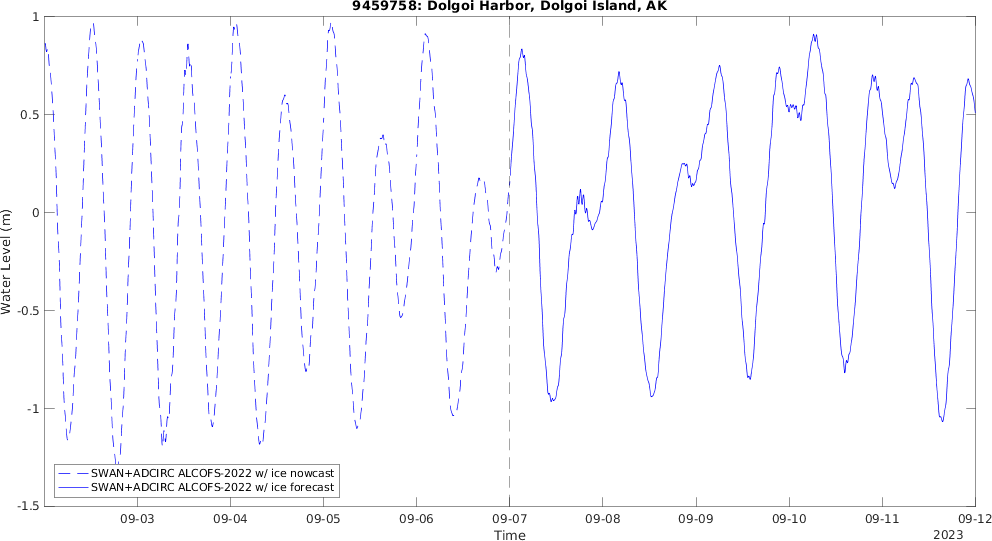 9459758: Dolgoi Harbor, Dolgoi Island, AK
1
0.5
0
-0.5
-1
-1.5
Water Level (m)
SWAN+ADCIRC ALCOFS-2022 w/ ice nowcast
SWAN+ADCIRC ALCOFS-2022 w/ ice forecast
09-03 09-04 09-05 09-06 09-07 09-08 09-09 09-10 09-11 09-12
Time
2023